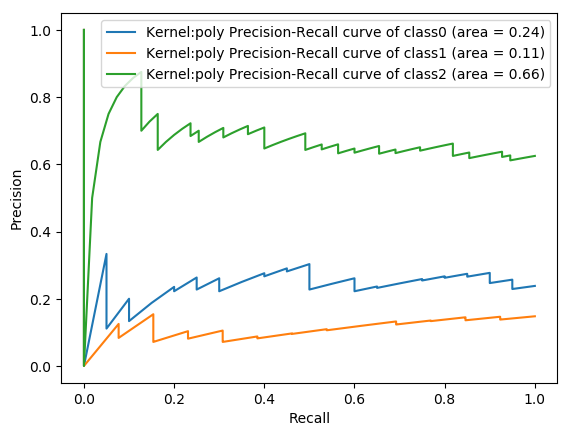 Kernel:poly Precision-Recall curve of class0 (area = 0.24)
Kernel:poly Precision-Recall curve of class1 (area = 0.11)
Kernel:poly Precision-Recall curve of class2 (area = 0.66)
1.0
0.8
0.6
0.4
0.2
0.0
Precision
0.0 0.2 0.4 0.6 0.8 1.0
Recall